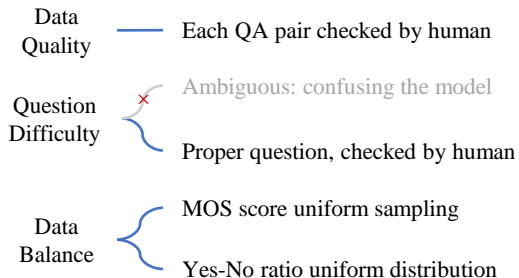 Data
Quality
Each QA pair checked by human
Question
Difficulty
Ambiguous: confusing the model
Proper question, checked by human
Data
Balance
MOS score uniform sampling
Yes-No ratio uniform distribution